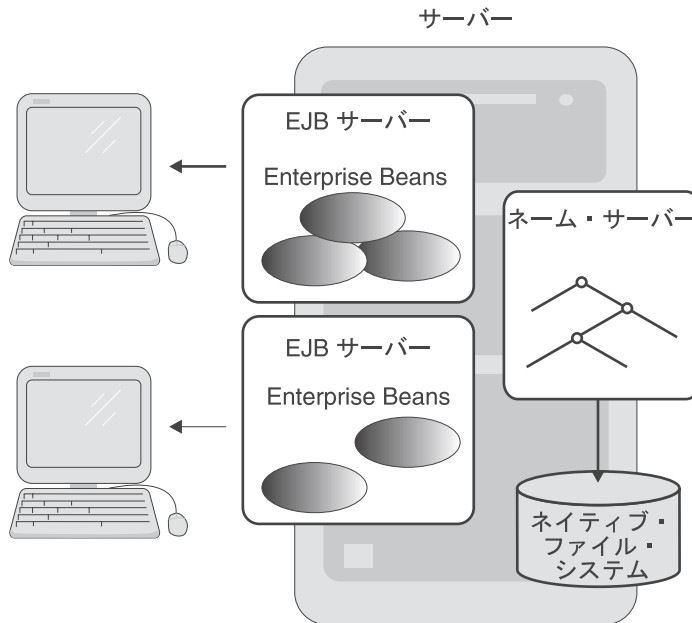 サーバー
EJB サーバー
Enterprise Beans
ネーム・サーバー
EJB サーバー
Enterprise Beans
ネイティブ・
ファイル・
システム